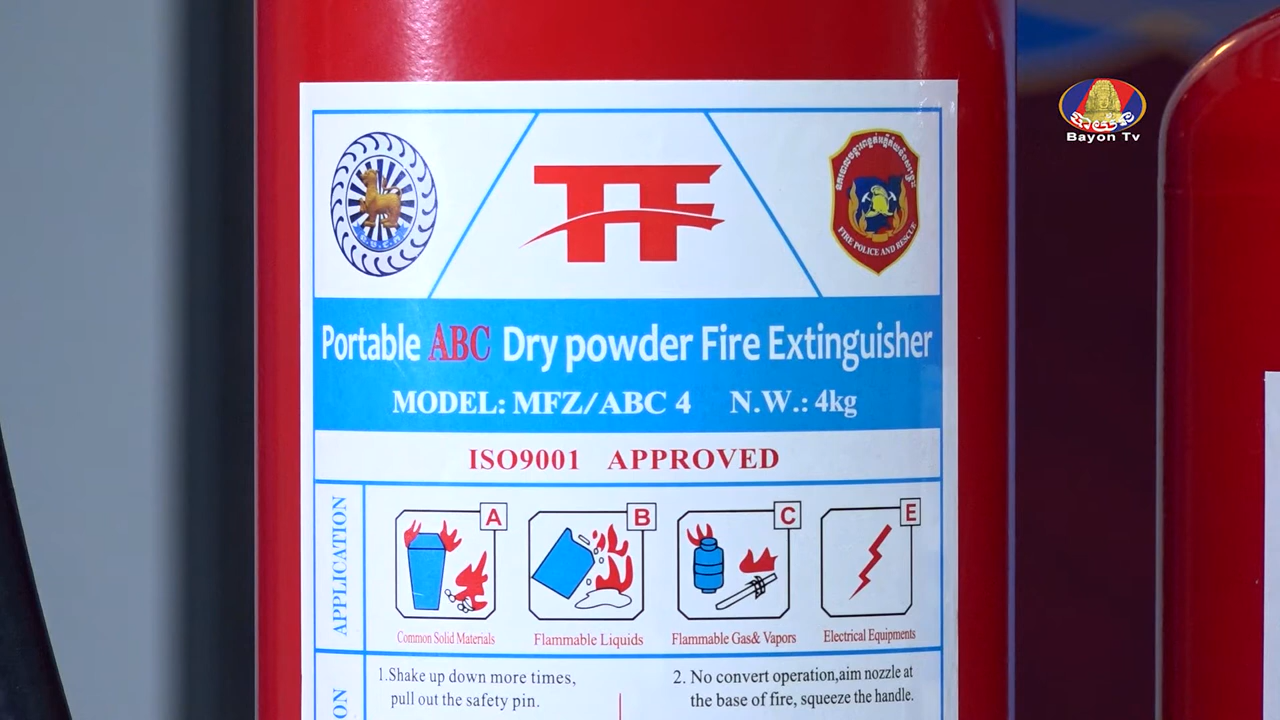 Bayon Tv
TF
FIRE POLICE AND RESCUE
Portable ABC Dry powder Fire Extinguisher
MODEL: MFZ/ABC 4 N.W.: 4kg
ISO9001 APPROVED
APPLICATION
A
B
C
E
Common Solid Materials
Flammable Liquids
Flammable Gas& Vapors
Electrical Equipments
1.Shake up down more times,
pull out the safety pin.
2. No convert operation,aim nozzle at
the base of fire, squeeze the handle.